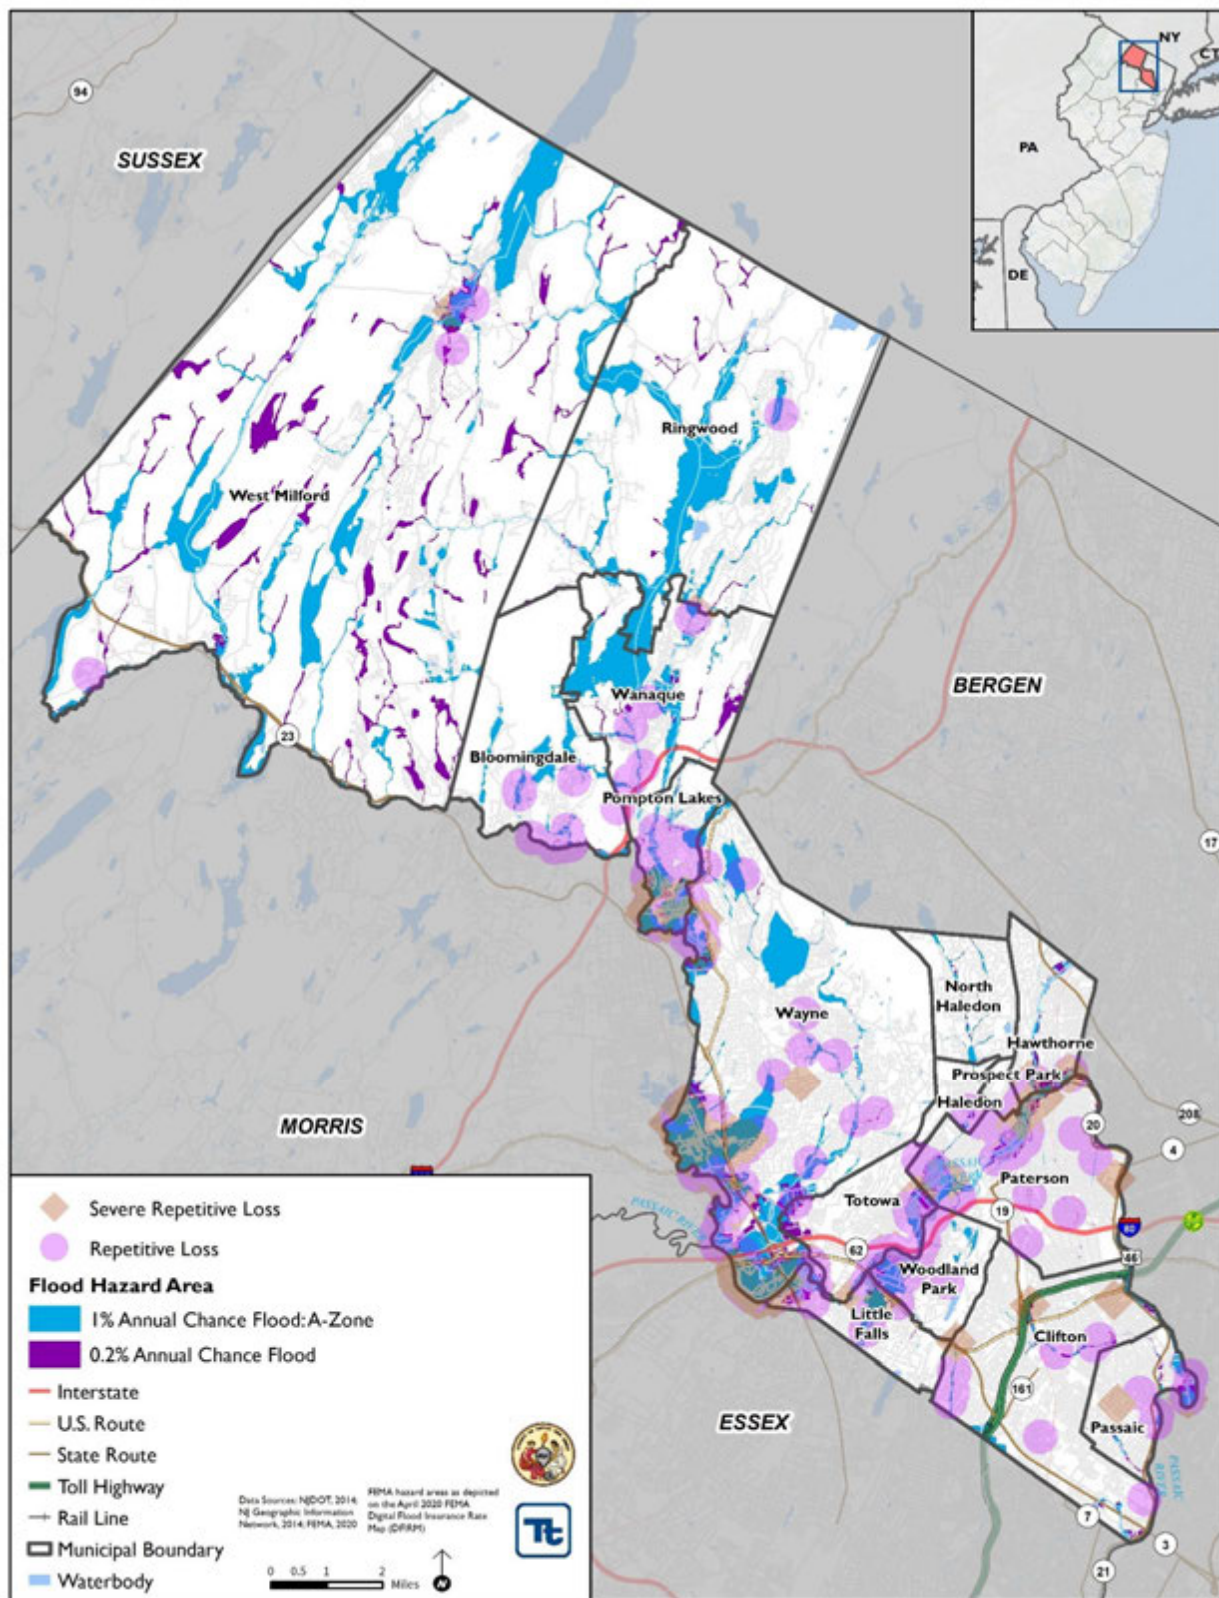 NY
CT
PA
DE
94
SUSSEX
Ringwood
West Milford
BERGEN
Wanaque
23
Bloomingdale
Pompton Lakes
17
North
Haledon
Wayne
Hawthorne
Prospect Park
Haledon
MORRIS
208
20
4
Paterson
Totowa
PASSAIC RIVER
19
80
62
46
Woodland
Park
Little
Falls
Clifton
161
Passaic
ESSEX
PASSAIC
RIVER
7
3
21
Severe Repetitive Loss
Repetitive Loss
Flood Hazard Area
1% Annual Chance Flood: A-Zone
0.2% Annual Chance Flood
Interstate
U.S. Route
State Route
Toll Highway
Rail Line
Municipal Boundary
Waterbody
Data Sources: NJDOT, 2014;
NJ Geographic Information
Network, 2014; FEMA, 2020
FEMA hazard areas as depicted
on the April 2020 FEMA
Digital Flood Insurance Rate
Map (DFIRM)
0 0.5 1 2
Miles
N
Tt